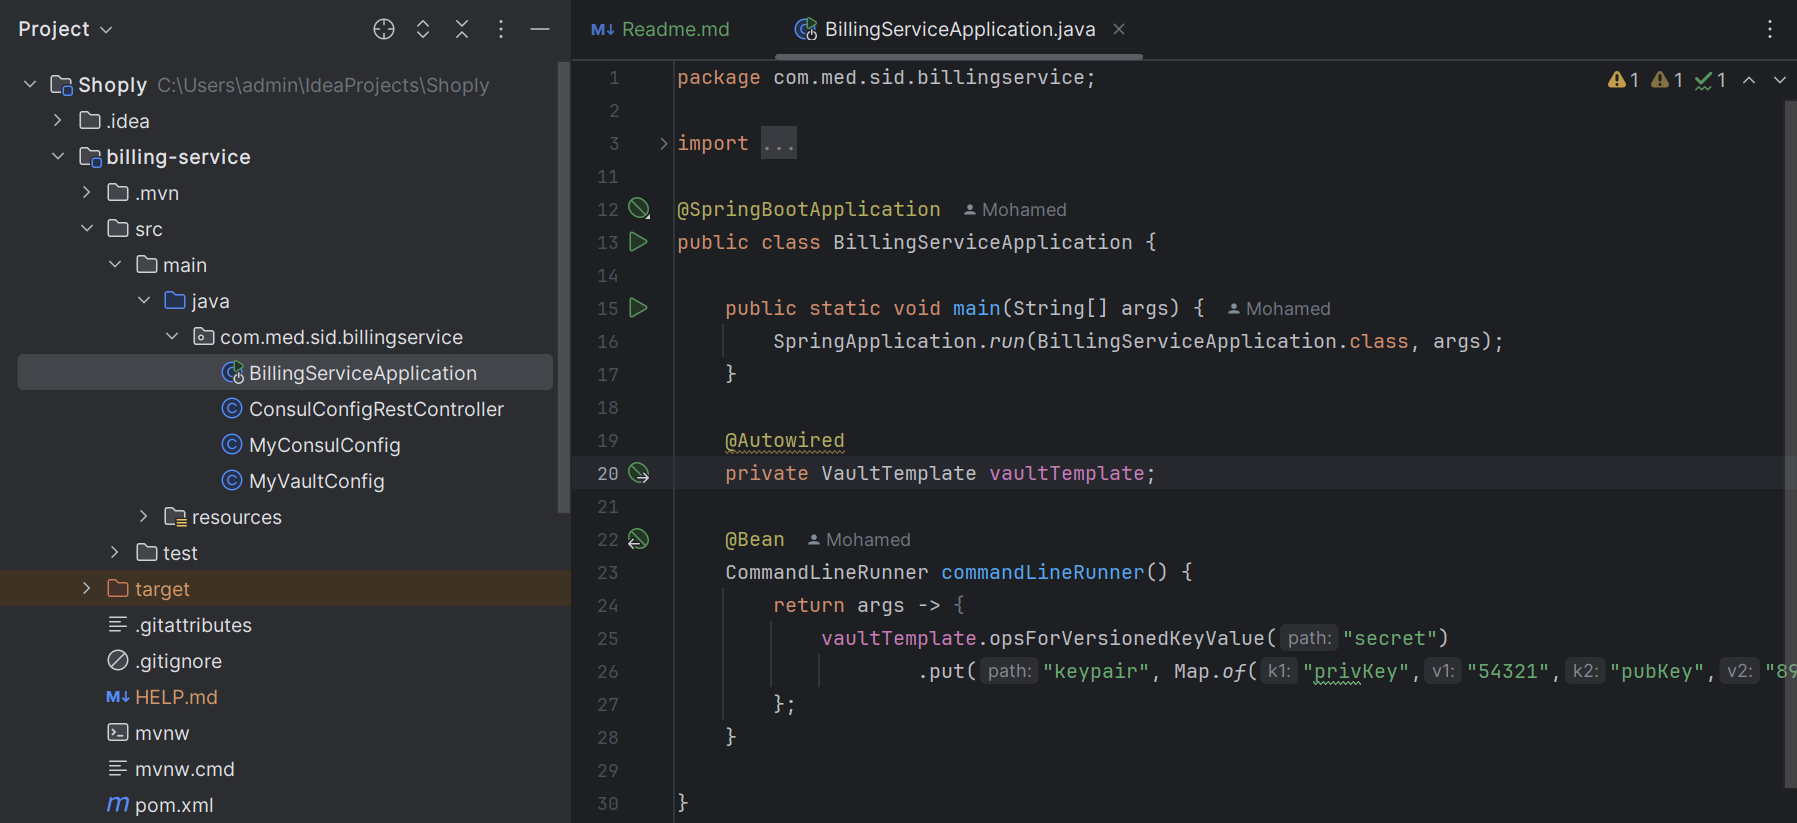 Project
Shoply C:\Users\admin\IdeaProjects\Shoply
.idea
billing-service
.mvn
src
main
java
com.med.sid.billingservice
BillingServiceApplication
ConsulConfigRestController
MyConsulConfig
MyVaultConfig
resources
test
target
.gitattributes
.gitignore
M↓ HELP.md
mvnw
mvnw.cmd
m pom.xml
M↓ Readme.md
BillingServiceApplication.java
1 1 1
1 package com.med.sid.billingservice;
2
3 import ...
11
12 @SpringBootApplication Mohamed
13 public class BillingServiceApplication {
14
15 public static void main(String[] args) { Mohamed
16 SpringApplication.run(BillingServiceApplication.class, args);
17 }
18
19 @Autowired
20 private VaultTemplate vaultTemplate;
21
22 @Bean Mohamed
23 CommandLineRunner commandLineRunner() {
24 return args -> {
25 vaultTemplate.opsForVersionedKeyValue( path: "secret")
26 .put( path: "keypair", Map.of( k1: "privKey", v1: "54321", k2: "pubKey", v2: "89
27 };
28 }
29
30 }